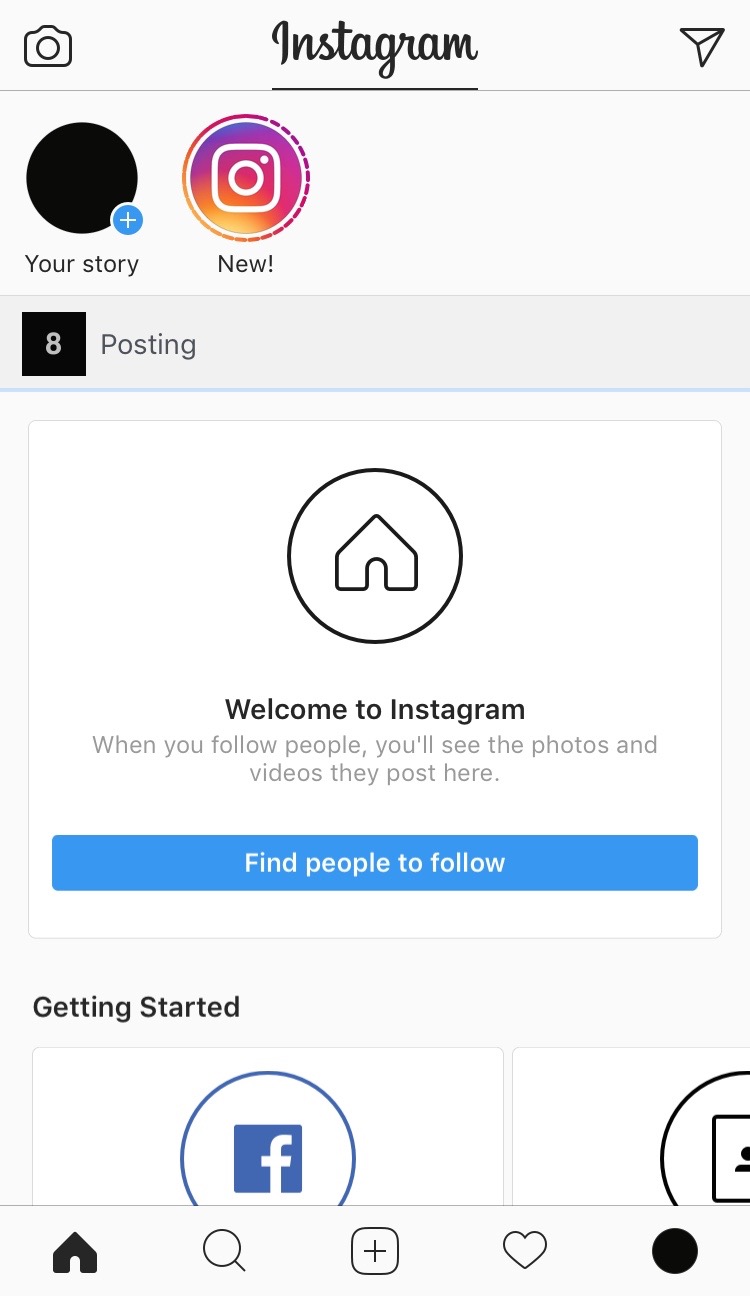 Instagram
Your story
New!
8
Posting
Welcome to Instagram
When you follow people, you'll see the photos and
videos they post here.
Find people to follow
Getting Started
f